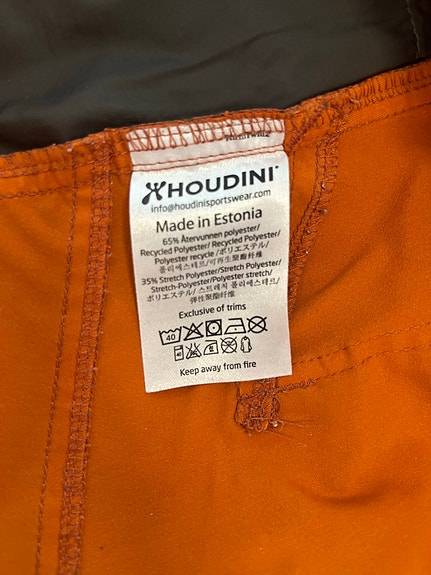 HOUDINI
info@houdinisportswear.com
Made in Estonia
65% Återvunnen polyester/
Recycled Polyester/ Recycled Polyester/
Polyester recycle /ポリエステル/
폴리에스테르/可再生聚酯纤维
35% Stretch Polyester/Stretch Polyester/
Stretch-Polyester/ Polyester stretch/
ポリエステル/ 스트레치 폴리에스테르/
弹性聚酯纤维
Exclusive of trims
40
40
Keep away from fire